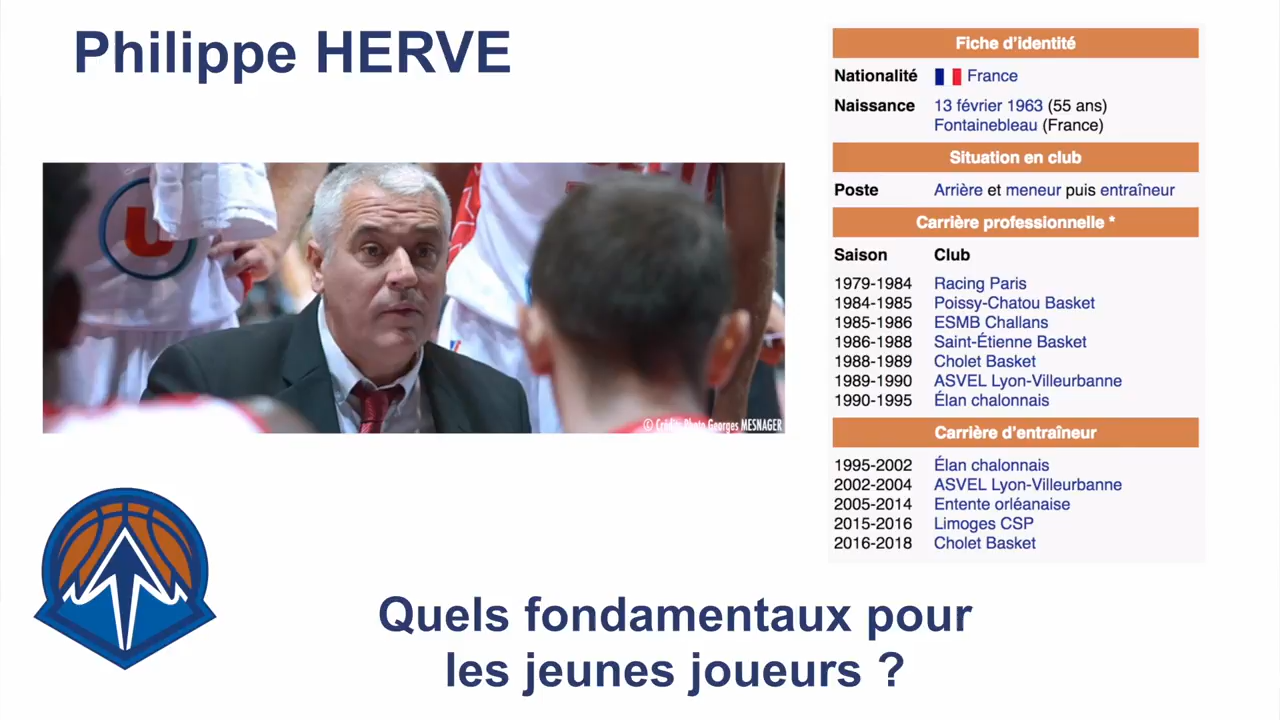 Philippe HERVE
U
© Crédits Photo Georges MESNAGER
Fiche d'identité
Nationalité France
Naissance 13 février 1963 (55 ans)
Fontainebleau (France)
Situation en club
Poste Arrière et meneur puis entraîneur
Carrière professionnelle *
Saison Club
1979-1984 Racing Paris
1984-1985 Poissy-Chatou Basket
1985-1986 ESMB Challans
1986-1988 Saint-Étienne Basket
1988-1989 Cholet Basket
1989-1990 ASVEL Lyon-Villeurbanne
1990-1995 Élan chalonnais
Carrière d'entraîneur
1995-2002 Élan chalonnais
2002-2004 ASVEL Lyon-Villeurbanne
2005-2014 Entente orléanaise
2015-2016 Limoges CSP
2016-2018 Cholet Basket
Quels fondamentaux pour
les jeunes joueurs ?